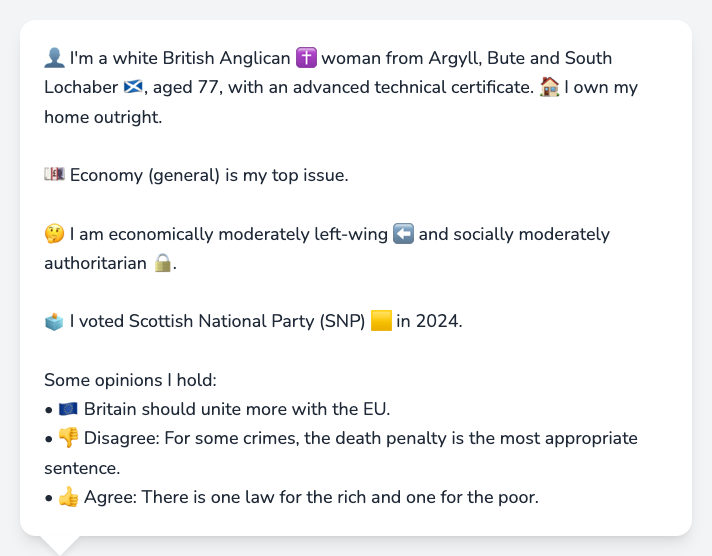 👤 I'm a white British Anglican ✝️ woman from Argyll, Bute and South
Lochaber 🏴󠁧󠁢󠁳󠁣󠁴󠁿, aged 77, with an advanced technical certificate. 🏠 I own my
home outright.
💷 Economy (general) is my top issue.
🤔 I am economically moderately left-wing ⬅️ and socially moderately
authoritarian 🔒.
🗳️ I voted Scottish National Party (SNP) 🟨 in 2024.
Some opinions I hold:
• 🇪🇺 Britain should unite more with the EU.
• 👎 Disagree: For some crimes, the death penalty is the most appropriate
sentence.
• 👍 Agree: There is one law for the rich and one for the poor.